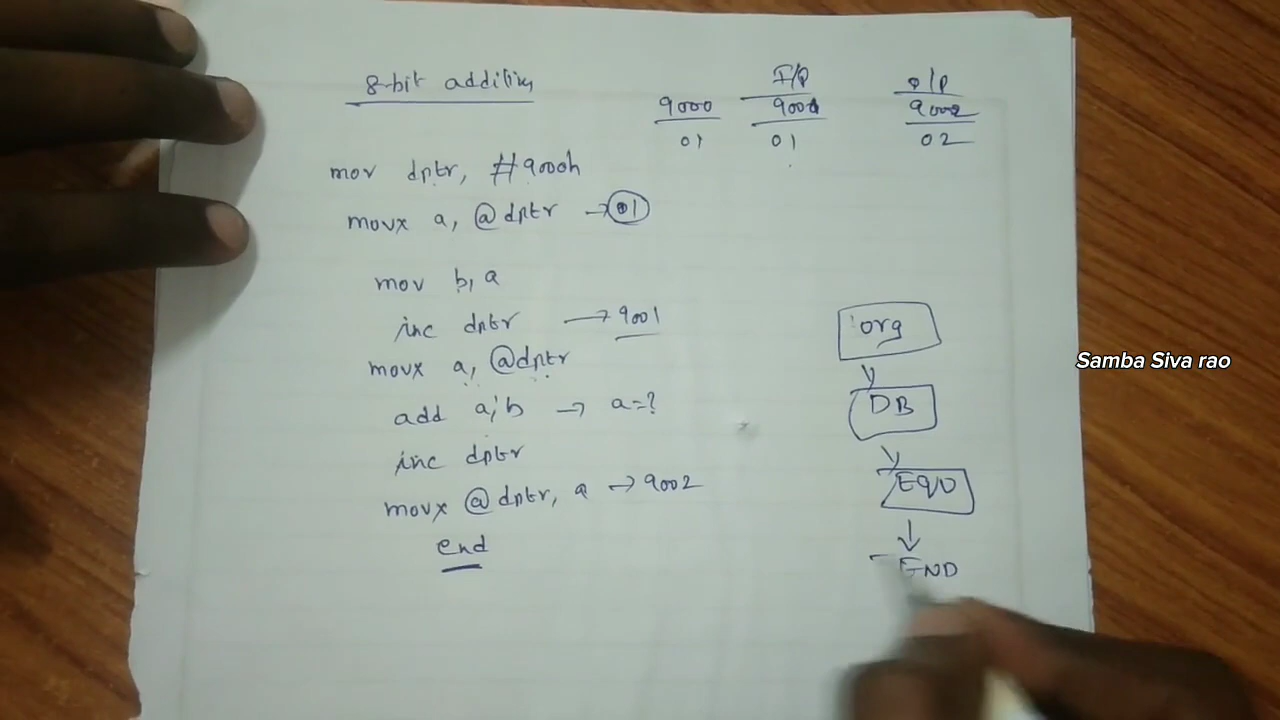 8-bit addition
I/P
O/P
9000
9001
9002
01
01
02
mov dptr, #9000h
movx a, @dptr → 01
mov b, a
inc dptr → 9001
movx a, @dptr
add a, b → a=?
inc dptr
movx @dptr, a → 9002
end
org
DB
EQU
END
Samba Siva rao